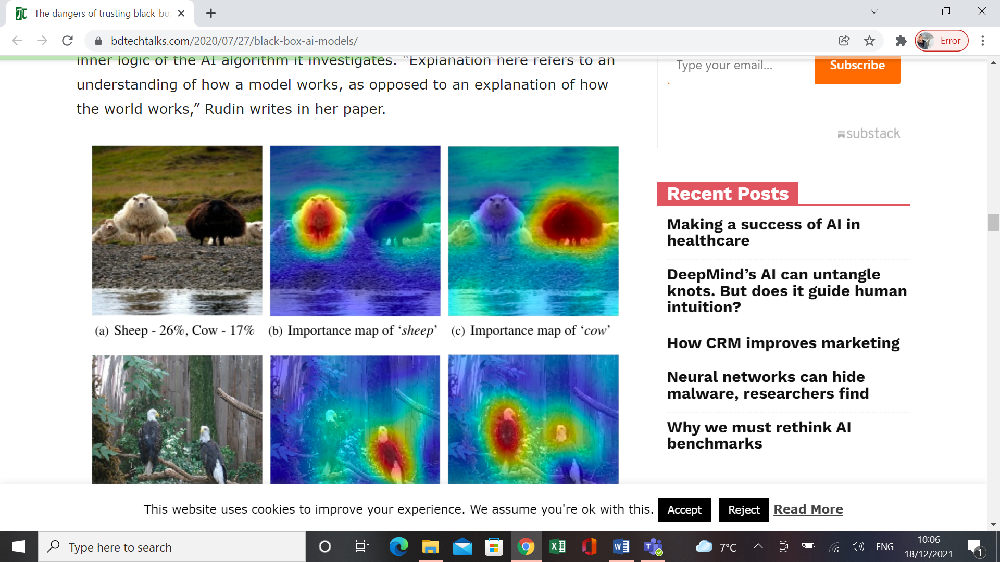 The dangers of trusting black-bo
bdtechtalks.com/2020/07/27/black-box-ai-models/
Error
inner logic of the AI algorithm it investigates. “Explanation here refers to an
understanding of how a model works, as opposed to an explanation of how
the world works,” Rudin writes in her paper.
(a) Sheep - 26%, Cow - 17%
(b) Importance map of ‘sheep’
(c) Importance map of ‘cow’
Type your email...
Subscribe
substack
Recent Posts
Making a success of AI in
healthcare
DeepMind’s AI can untangle
knots. But does it guide human
intuition?
How CRM improves marketing
Neural networks can hide
malware, researchers find
Why we must rethink AI
benchmarks
This website uses cookies to improve your experience. We assume you're ok with this.
Accept
Reject
Read More
Type here to search
7°C
ENG
10:06
18/12/2021
1